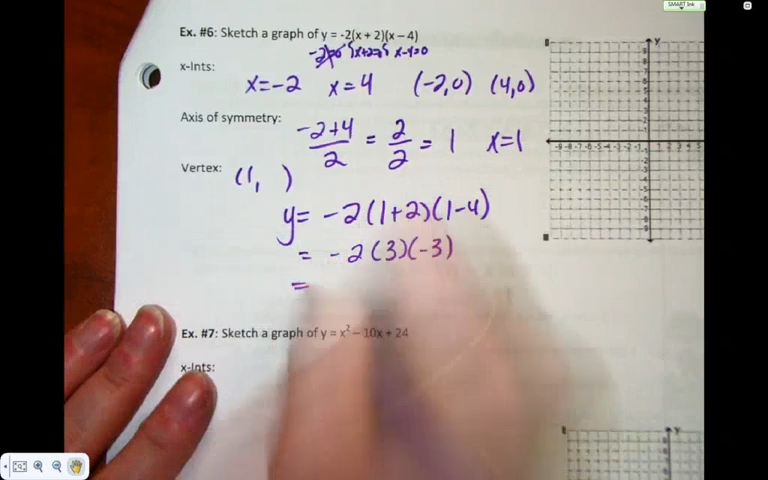 SMART Ink
Ex. #6: Sketch a graph of y = -2(x + 2)(x – 4)
x+2=0 x-4=0
x-Ints: x=-2 x=4 (-2,0) (4,0)
Axis of symmetry: -2+4/2 = 2/2 = 1 x=1
Vertex: (1, )
y= -2(1+2)(1-4)
= -2(3)(-3)
=
Ex. #7: Sketch a graph of y = x² – 10x + 24
x-Ints: